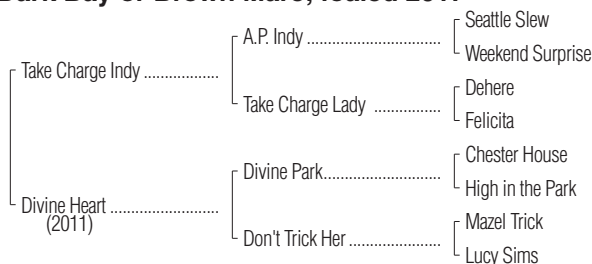 Dark Bay or Brown Mare; foaled
Seattle Slew
A.P. Indy ..................................
Weekend Surprise
Take Charge Indy ...................
Dehere
Take Charge Lady .................
Felicita
Chester House
Divine Park..............................
High in the Park
Divine Heart ............................
(2011)
Mazel Trick
Don't Trick Her .......................
Lucy Sims